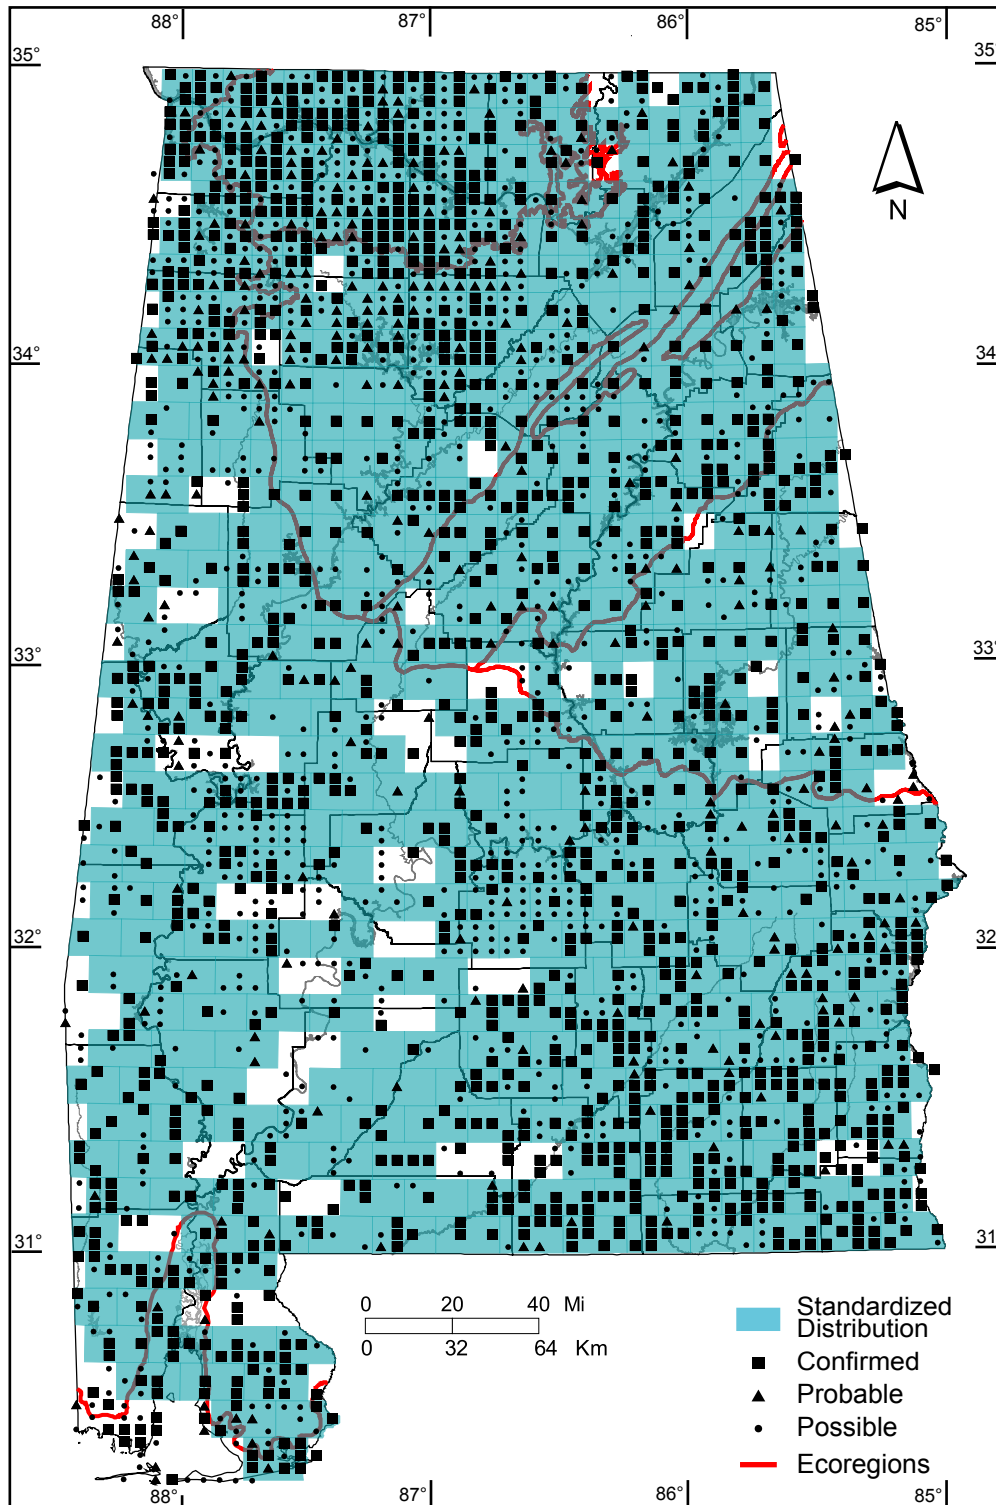 88° 87° 86° 85°
35° 35°
N
34° 34
33° 33°
32° 32
31° 31
0 20 40 Mi
0 32 64 Km
Standardized
Distribution
Confirmed
Probable
Possible
Ecoregions
88° 87° 86° 85°